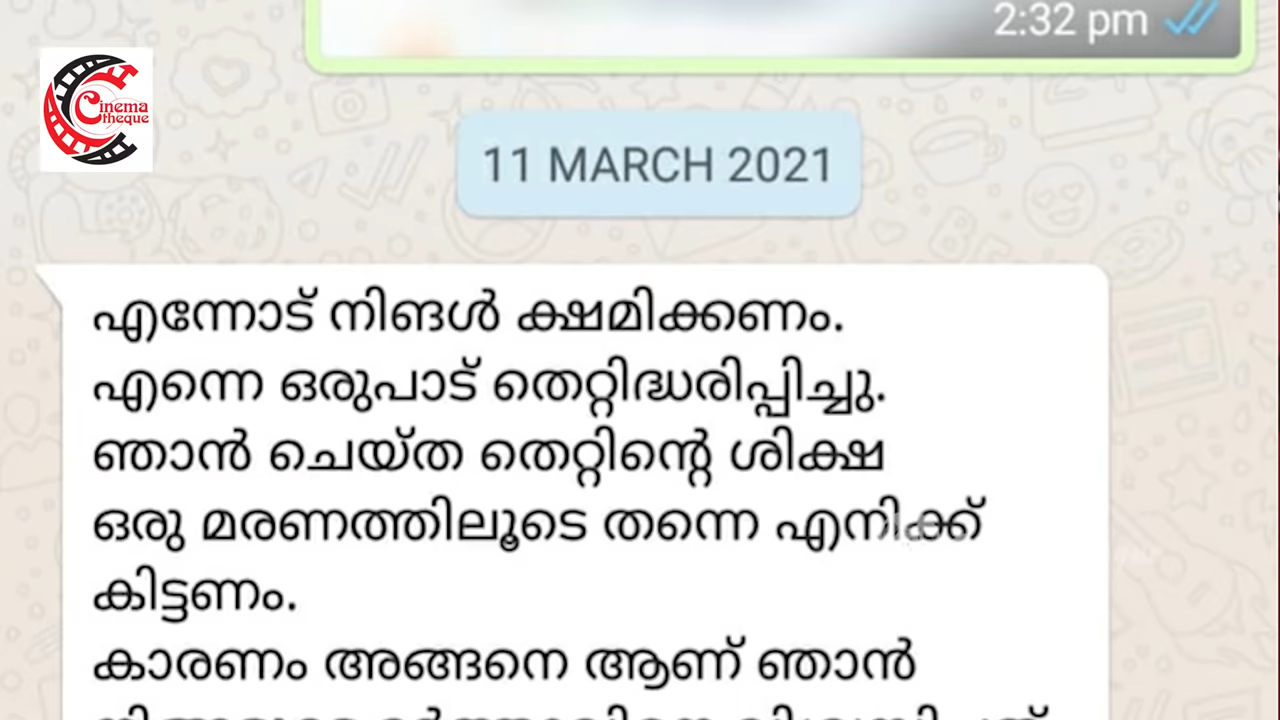 2:32 pm
Cinema
theque
11 MARCH 2021
എന്നോട് നിങൾ ക്ഷമിക്കണം.
എന്നെ ഒരുപാട് തെറ്റിദ്ധരിപ്പിച്ചു.
ഞാൻ ചെയ്ത തെറ്റിന്റെ ശിക്ഷ
ഒരു മരണത്തിലൂടെ തന്നെ എനിക്ക്
കിട്ടണം.
കാരണം അങ്ങനെ ആണ് ഞാൻ